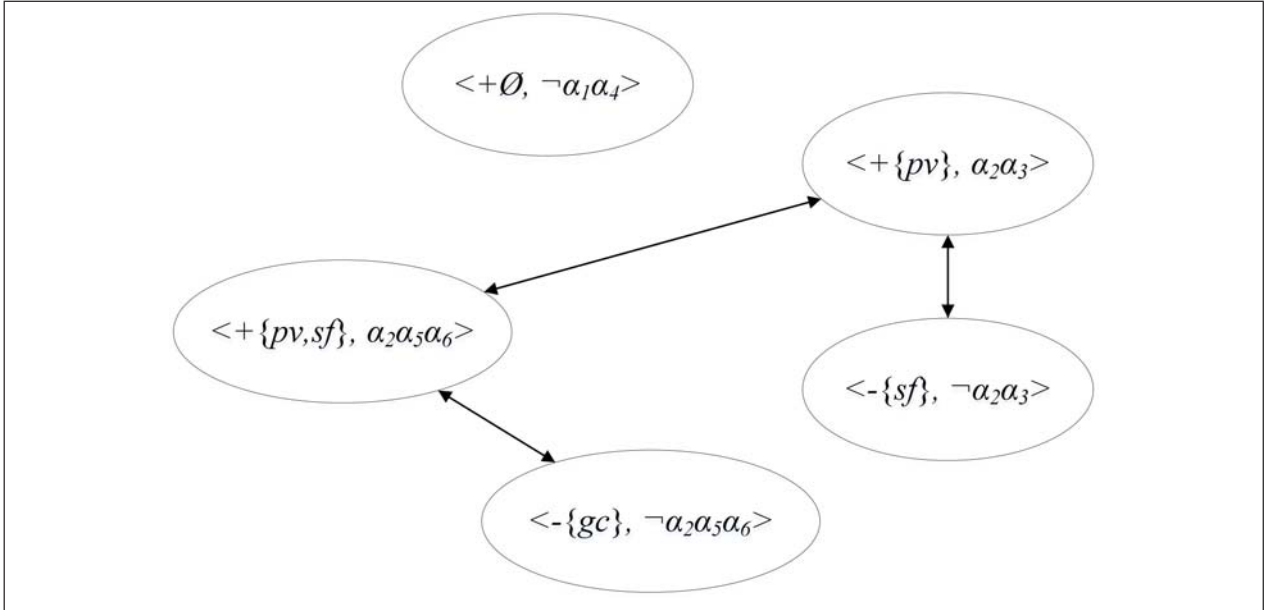 <+Ø, ¬α₁α₄>
<+{pv}, α₂α₃>
<+{pv,sf}, α₂α₅α₆>
<-{sf}, ¬α₂α₃>
<-{gc}, ¬α₂α₅α₆>